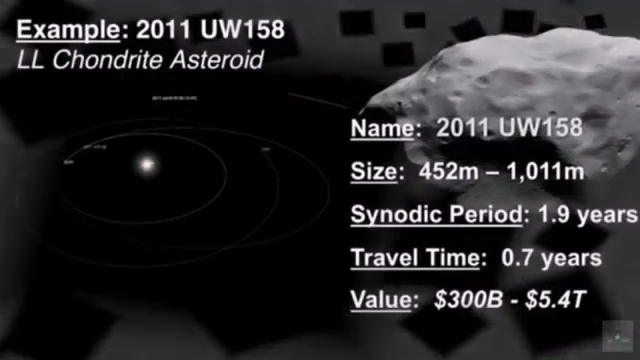 Example: 2011 UW158
LL Chondrite Asteroid
Name: 2011 UW158
Size: 452m – 1,011m
Synodic Period: 1.9 years
Travel Time: 0.7 years
Value: $300B - $5.4T